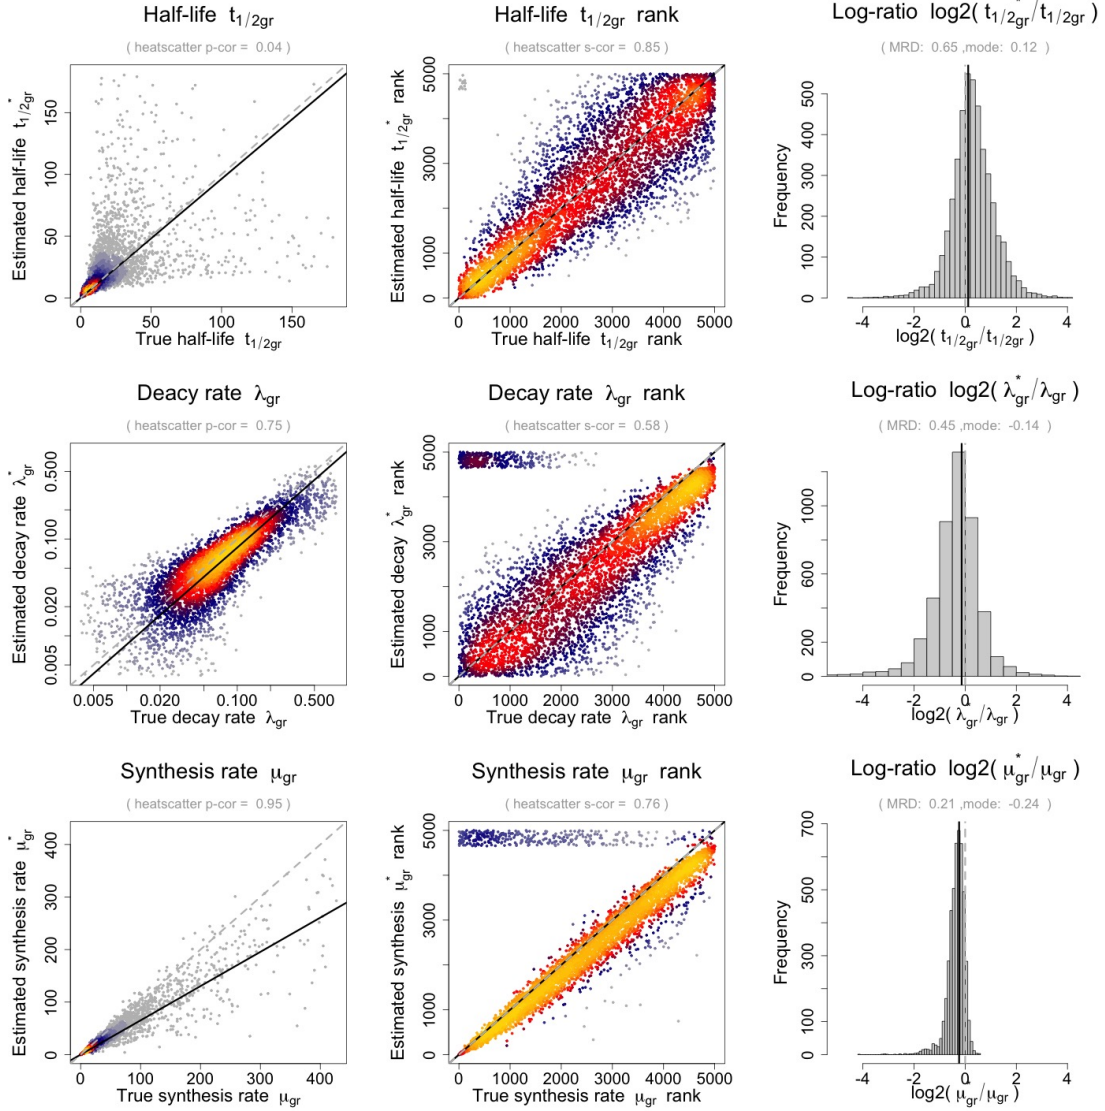 Half-life t1/2gr
( heatscatter p-cor = 0.04 )
Estimated half-life t*1/2gr
150
100
50
0
0 50 100 150
True half-life t1/2gr
Half-life t1/2gr rank
( heatscatter s-cor = 0.85 )
Estimated half-life t*1/2gr rank
5000
3000
1000
0
0 1000 2000 3000 4000 5000
True half-life t1/2gr rank
Log-ratio log2( t*1/2gr/t1/2gr )
( MRD: 0.65 ,mode: 0.12 )
Frequency
500
400
300
200
100
0
-4 -2 0 2 4
log2( t1/2gr/t1/2gr )
Deacy rate λgr
( heatscatter p-cor = 0.75 )
Estimated decay rate λ*gr
0.500
0.100
0.020
0.005
0.005 0.020 0.100 0.500
True decay rate λgr
Decay rate λgr rank
( heatscatter s-cor = 0.58 )
Estimated decay λ*gr rank
5000
3000
1000
0
0 1000 2000 3000 4000 5000
True decay rate λgr rank
Log-ratio log2( λ*gr/λgr )
( MRD: 0.45 ,mode: -0.14 )
Frequency
1000
600
200
0
-4 -2 0 2 4
log2( λgr/λgr )
Synthesis rate μgr
( heatscatter p-cor = 0.95 )
Estimated synthesis rate μ*gr
400
300
200
100
0
0 100 200 300 400
True synthesis rate μgr
Synthesis rate μgr rank
( heatscatter s-cor = 0.76 )
Estimated synthesis μ*gr rank
5000
3000
1000
0
0 1000 2000 3000 4000 5000
True synthesis rate μgr rank
Log-ratio log2( μ*gr/μgr )
( MRD: 0.21 ,mode: -0.24 )
Frequency
700
500
300
100
0
-4 -2 0 2 4
log2( μgr/μgr )